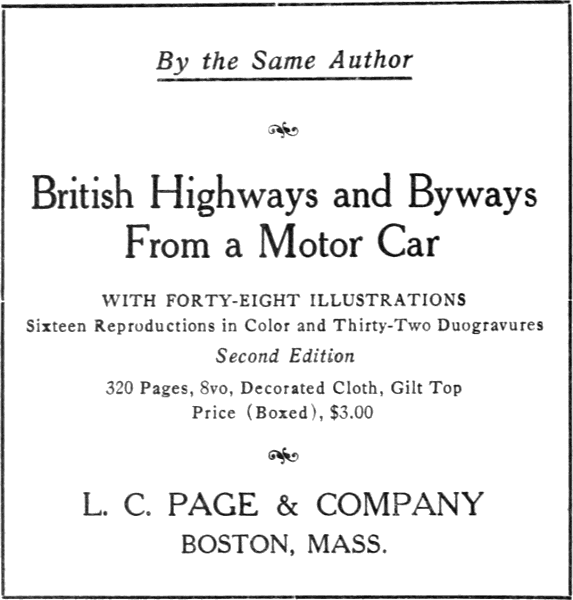 By the Same Author
British Highways and Byways
From a Motor Car
WITH FORTY-EIGHT ILLUSTRATIONS
Sixteen Reproductions in Color and Thirty-Two Duogravures
Second Edition
320 Pages, 8vo, Decorated Cloth, Gilt Top
Price (Boxed), $3.00
L. C. PAGE & COMPANY
BOSTON, MASS.